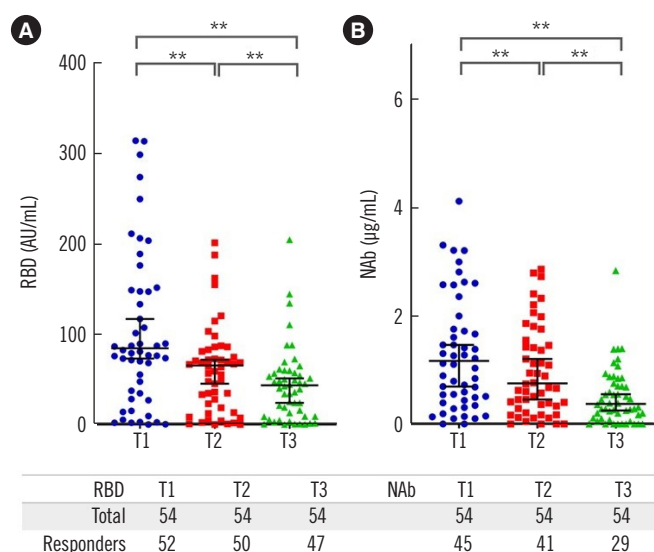 A
**
** **
400
300
200
100
0
RBD (AU/mL)
T1 T2 T3
B
**
** **
6
4
2
0
NAb (µg/mL)
T1 T2 T3
RBD T1 T2 T3 NAb T1 T2 T3
Total 54 54 54 54 54 54
Responders 52 50 47 45 41 29